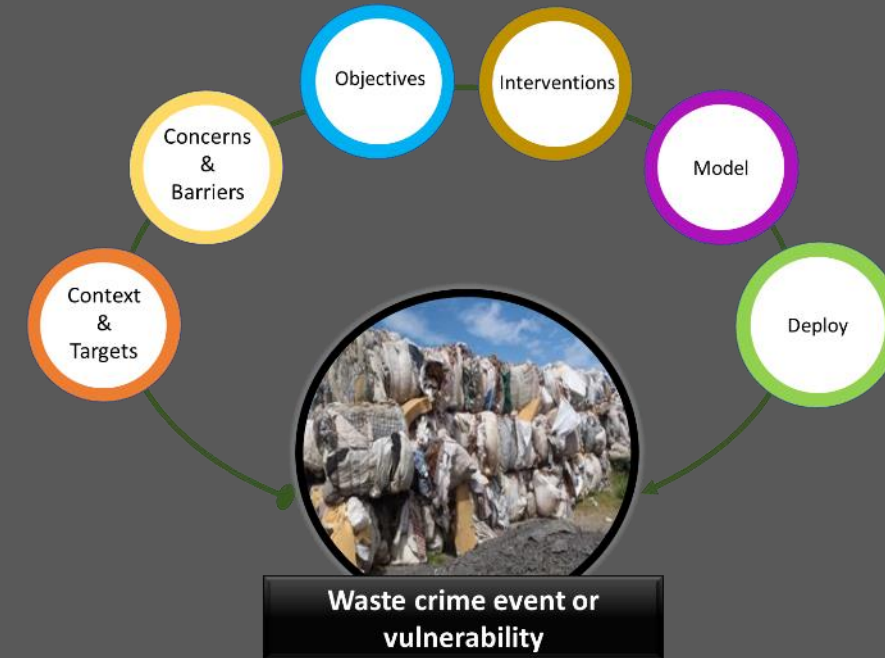 Context
&
Targets
Concerns
&
Barriers
Objectives
Interventions
Model
Deploy
Waste crime event or
vulnerability